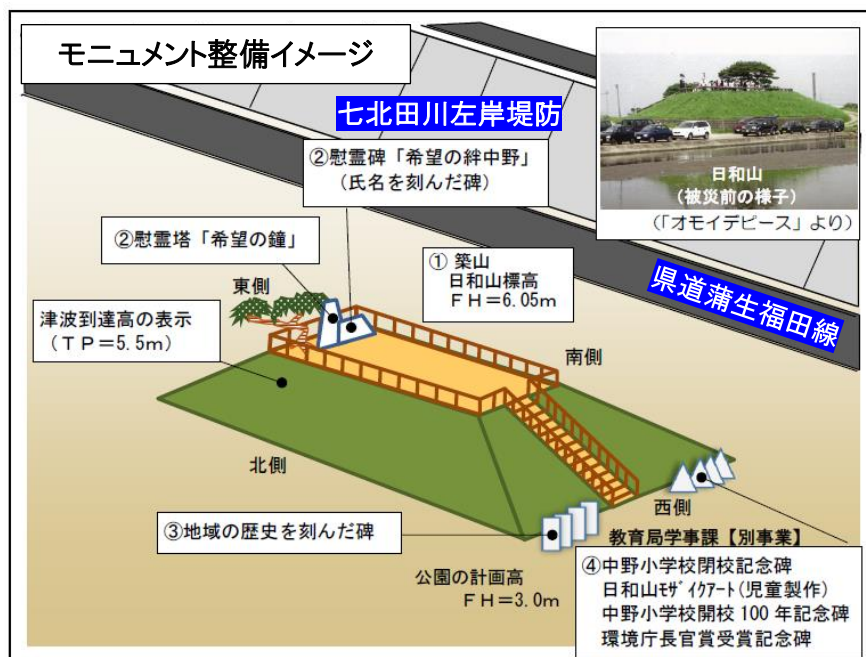 モニュメント整備イメージ
七北田川左岸堤防
②慰霊碑「希望の絆中野」
(氏名を刻んだ碑)
日和山
(被災前の様子)
(「オモイデピース」より)
②慰霊塔「希望の鐘」
① 築山
日和山標高
FH=6.05m
県道蒲生福田線
東側
津波到達高の表示
(TP=5.5m)
南側
北側
西側
③地域の歴史を刻んだ碑
教育局学事課【別事業】
公園の計画高
FH=3.0m
④中野小学校閉校記念碑
日和山ﾓｻﾞｲｸｱｰﾄ(児童製作)
中野小学校開校100年記念碑
環境庁長官賞受賞記念碑